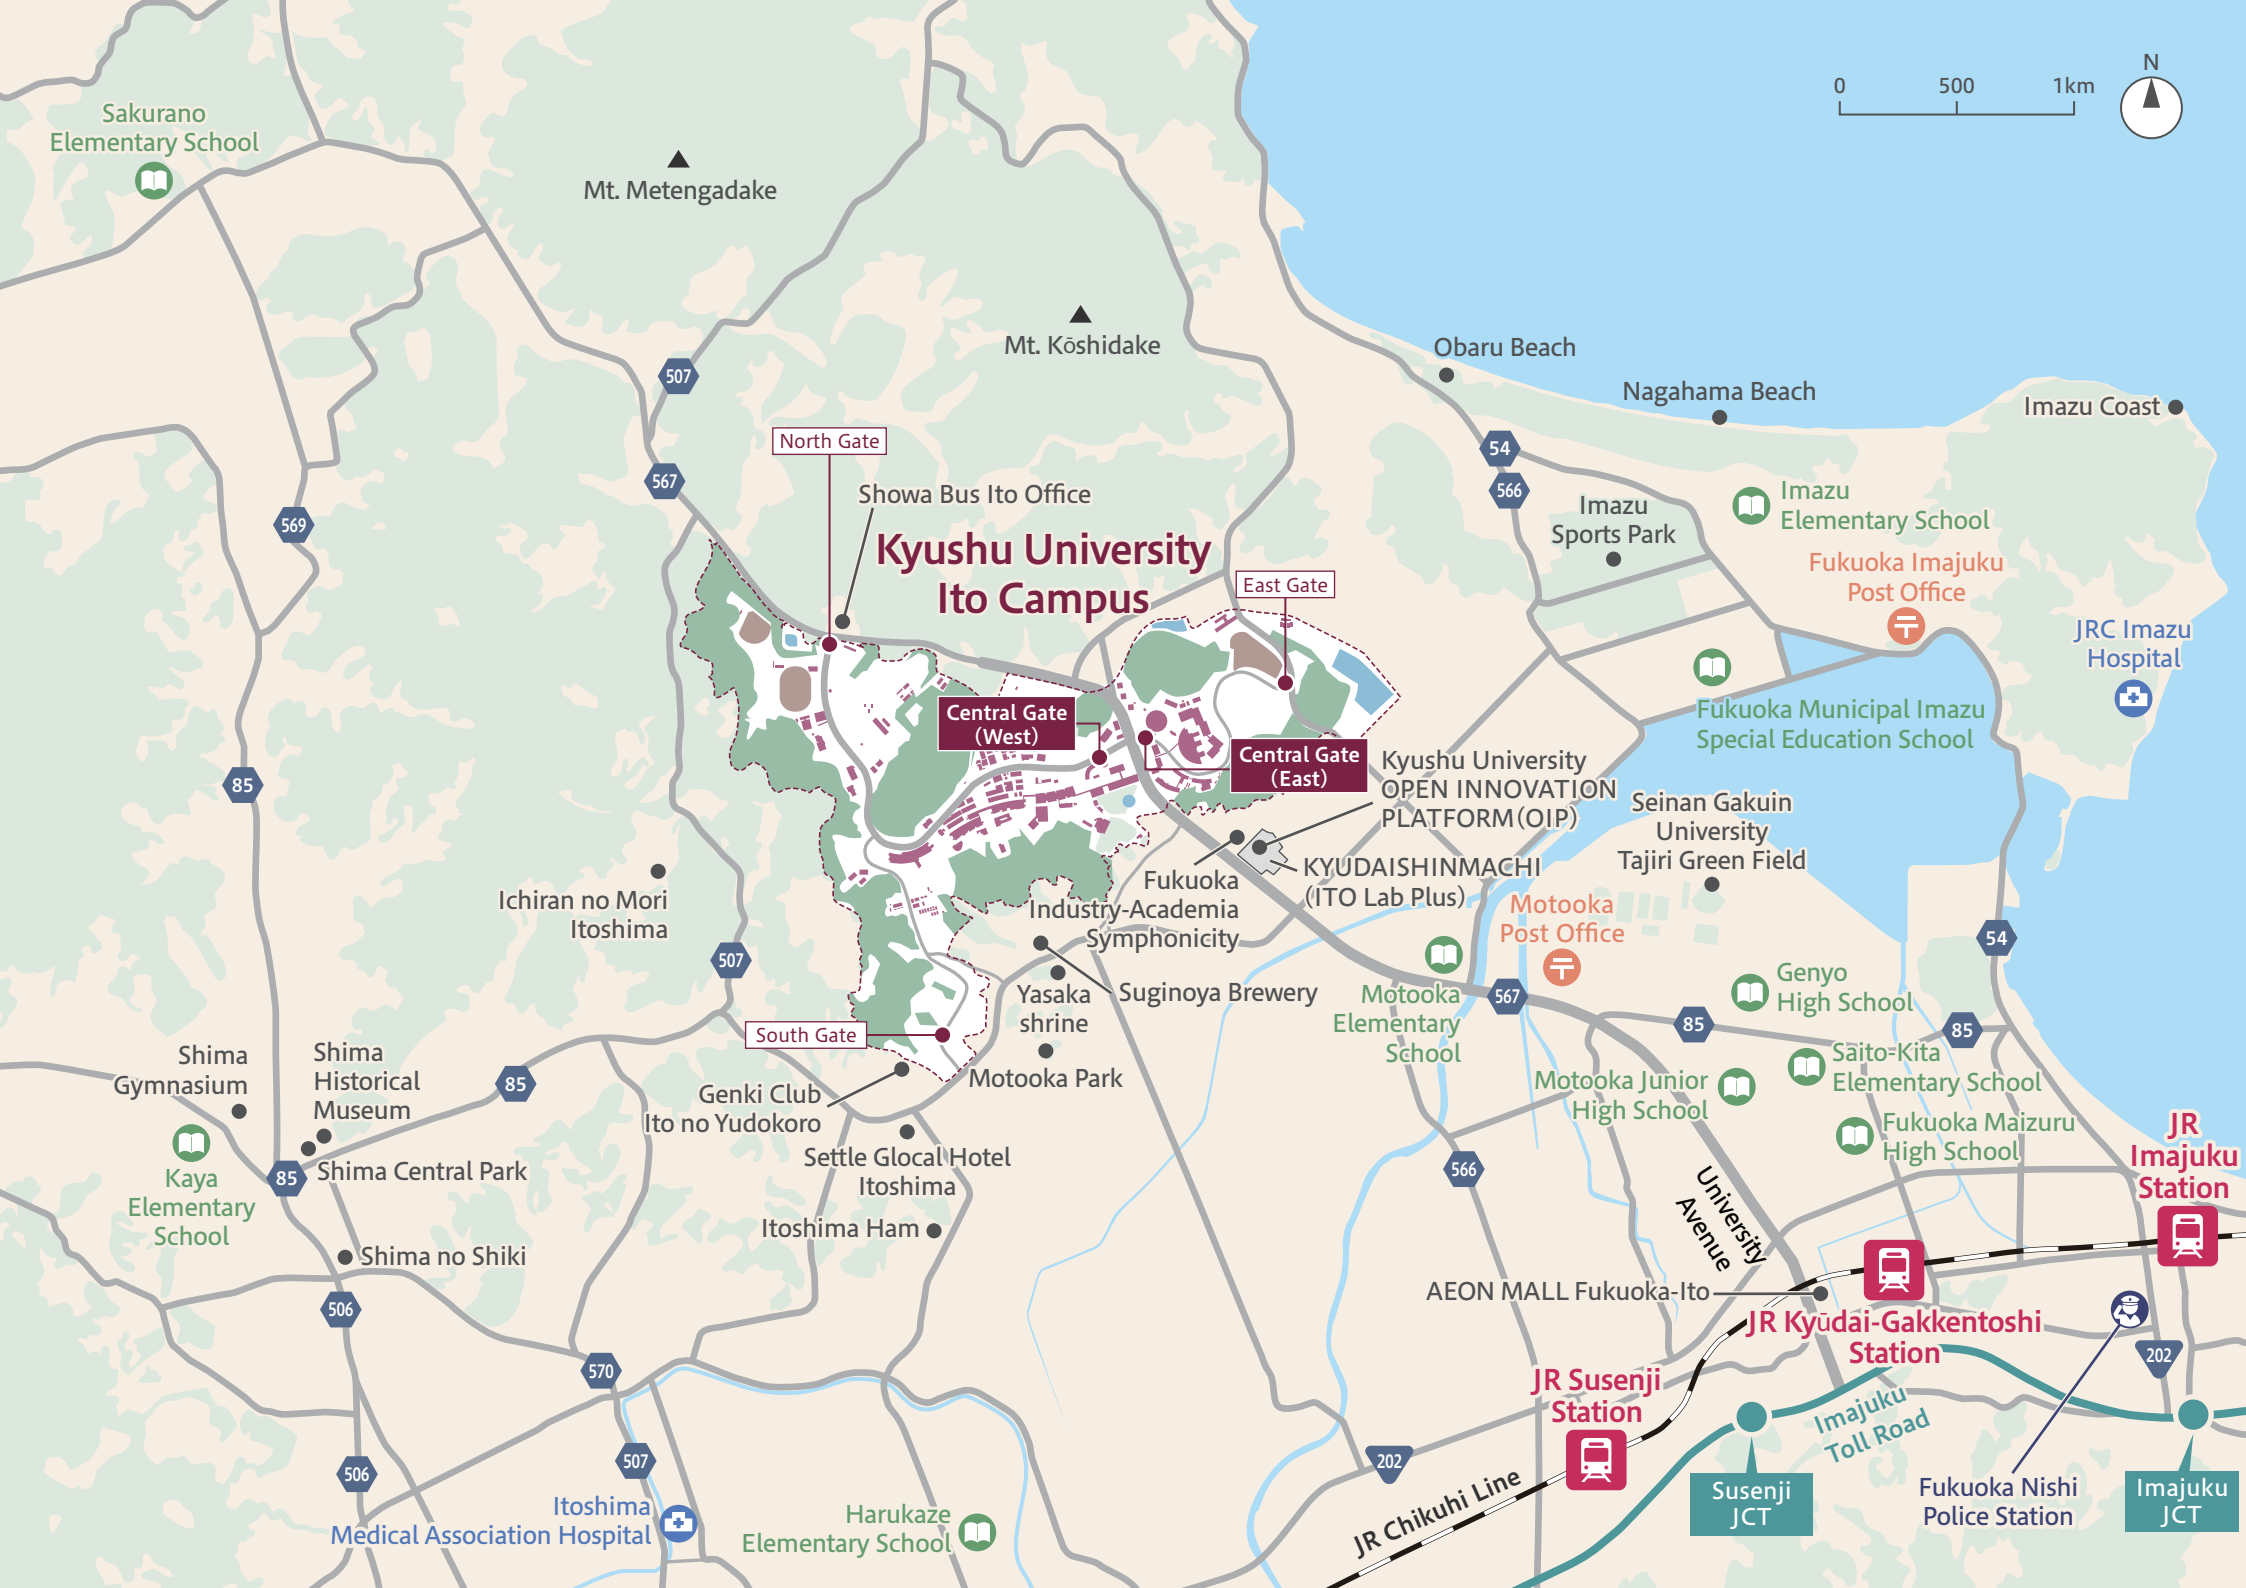 N
0 500 1km
Sakurano
Elementary School
Mt. Metengadake
Mt. Kōshidake
Obaru Beach
Nagahama Beach
Imazu Coast
507
North Gate
54
567
566
Showa Bus Ito Office
Imazu
Sports Park
Imazu
Elementary School
569
Kyushu University
Ito Campus
East Gate
Fukuoka Imajuku
Post Office
JRC Imazu
Hospital
Fukuoka Municipal Imazu
Special Education School
Central Gate
(West)
Central Gate
(East)
85
Kyushu University
OPEN INNOVATION
PLATFORM(OIP)
Seinan Gakuin
University
Tajiri Green Field
KYUDAISHINMACHI
(ITO Lab Plus)
Fukuoka
Industry-Academia
Symphonicity
Ichiran no Mori
Itoshima
Motooka
Post Office
54
507
Suginoya Brewery
Yasaka
shrine
Motooka
Elementary
School
567
Genyo
High School
85
85
South Gate
Shima
Gymnasium
Shima
Historical
Museum
85
Motooka Park
Genki Club
Ito no Yudokoro
Saito-Kita
Elementary School
Motooka Junior
High School
Fukuoka Maizuru
High School
JR
Imajuku
Station
Settle Glocal Hotel
Itoshima
Kaya
Elementary
School
85
Shima Central Park
566
University
Avenue
Itoshima Ham
Shima no Shiki
AEON MALL Fukuoka-Ito
506
JR Kyūdai-Gakkentoshi
Station
202
570
JR Susenji
Station
Imajuku
Toll Road
506
507
202
JR Chikuhi Line
Susenji
JCT
Fukuoka Nishi
Police Station
Imajuku
JCT
Itoshima
Medical Association Hospital
Harukaze
Elementary School